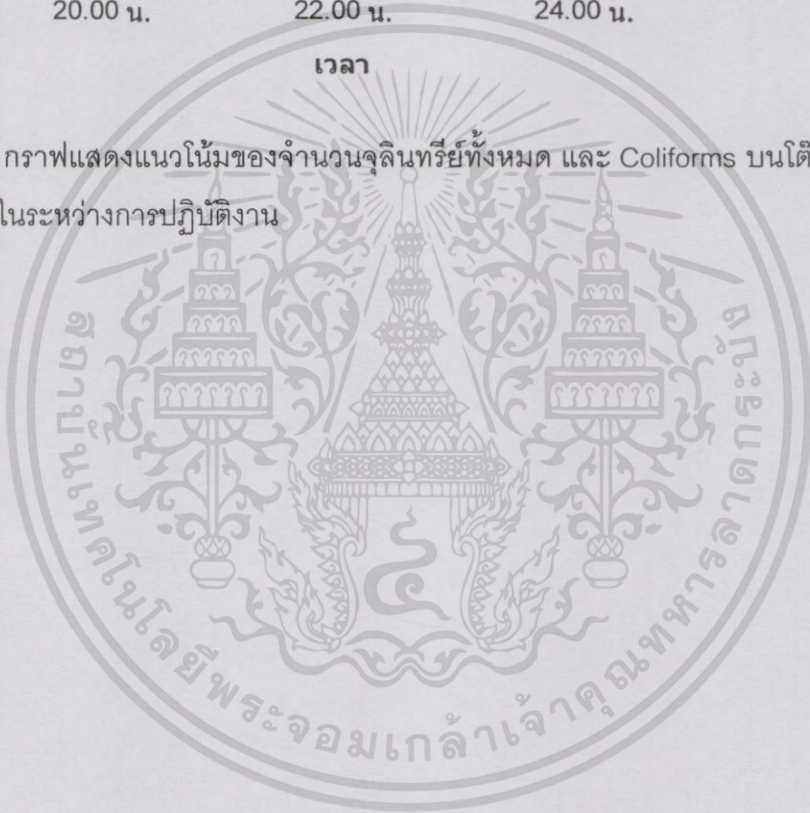 20.00 น. 22.00 น. 24.00 น.
เวลา
กราฟแสดงแนวโน้มของจำนวนจุลินทรีย์ทั้งหมด และ Coliforms บนโต๊
ในระหว่างการปฏิบัติงาน
สถาบันเทคโนโลยีพระจอมเกล้าเจ้าคุณทหารลาดกระบัง